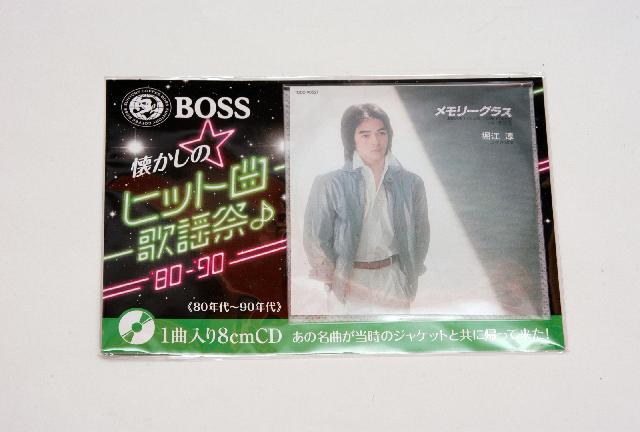 BOSS
懐かしの
ヒット曲
歌謡祭♪
'80-'90
《80年代〜90年代》
1曲入り8cmCD
あの名曲が当時のジャケットと共に帰って来た!
メモリーグラス
堀江 淳